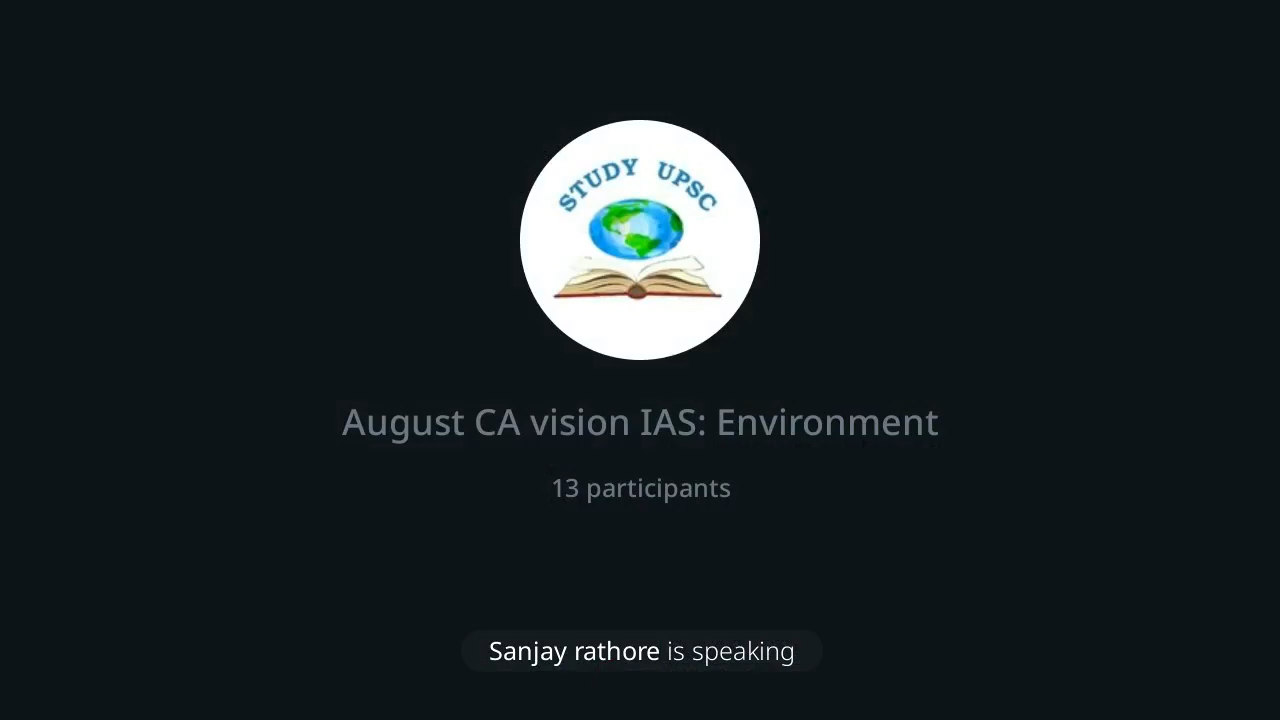 STUDY UPSC
August CA vision IAS: Environment
13 participants
Sanjay rathore is speaking